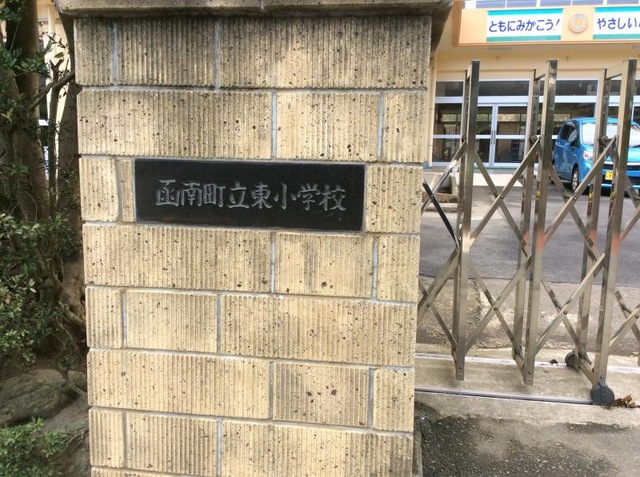 ともにみがこう!
やさしい
函南町立東小学校